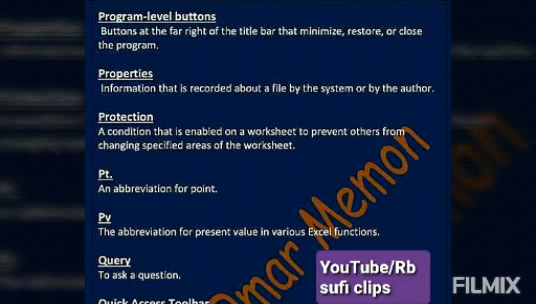 Program-level buttons
Buttons at the far right of the title bar that minimize, restore, or close
the program.
Properties
Information that is recorded about a file by the system or by the author.
Protection
A condition that is enabled on a worksheet to prevent others from
changing specified areas of the worksheet.
Pt.
An abbreviation for point.
Pv
The abbreviation for present value in various Excel functions.
Query
To ask a question.
Quick Access Toolbar
Omar Memon
YouTube/Rb
sufi clips
FILMIX